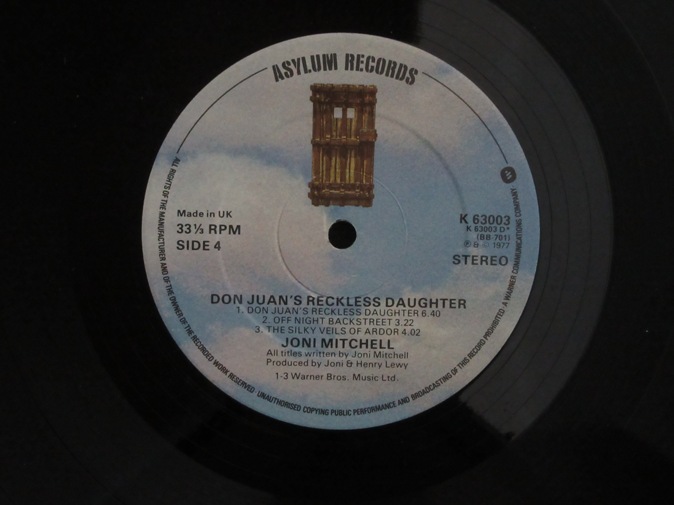 ASYLUM RECORDS
Made in UK
33⅓ RPM
SIDE 4
K 63003
K 63003 D*
(BB 701)
℗ & © 1977
STEREO
DON JUAN'S RECKLESS DAUGHTER
1. DON JUAN'S RECKLESS DAUGHTER 6.40
2. OFF NIGHT BACKSTREET 3.22
3. THE SILKY VEILS OF ARDOR 4.02
JONI MITCHELL
All titles written by Joni Mitchell
Produced by Joni & Henry Lewy
1-3 Warner Bros. Music Ltd.
ALL RIGHTS OF THE MANUFACTURER AND OF THE OWNER OF THE RECORDED WORK RESERVED · UNAUTHORISED COPYING PUBLIC PERFORMANCE AND BROADCASTING OF THIS RECORD PROHIBITED · A WARNER COMMUNICATIONS COMPANY